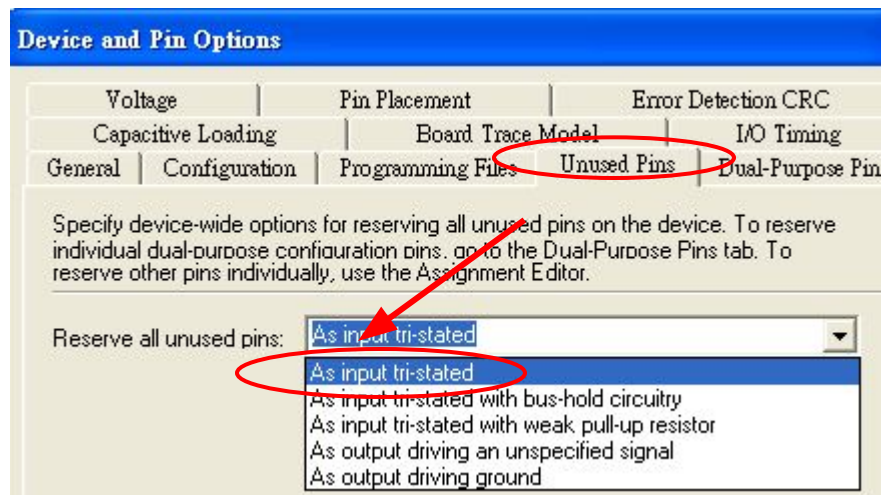 Device and Pin Options
Voltage Pin Placement Error Detection CRC
Capacitive Loading Board Trace Model I/O Timing
General Configuration Programming Files Unused Pins Dual-Purpose Pin
Specify device-wide options for reserving all unused pins on the device. To reserve
individual dual-purpose configuration pins, go to the Dual-Purpose Pins tab. To
reserve other pins individually, use the Assignment Editor.
Reserve all unused pins: As input tri-stated
As input tri-stated
As input tri-stated with bus-hold circuitry
As input tri-stated with weak pull-up resistor
As output driving an unspecified signal
As output driving ground